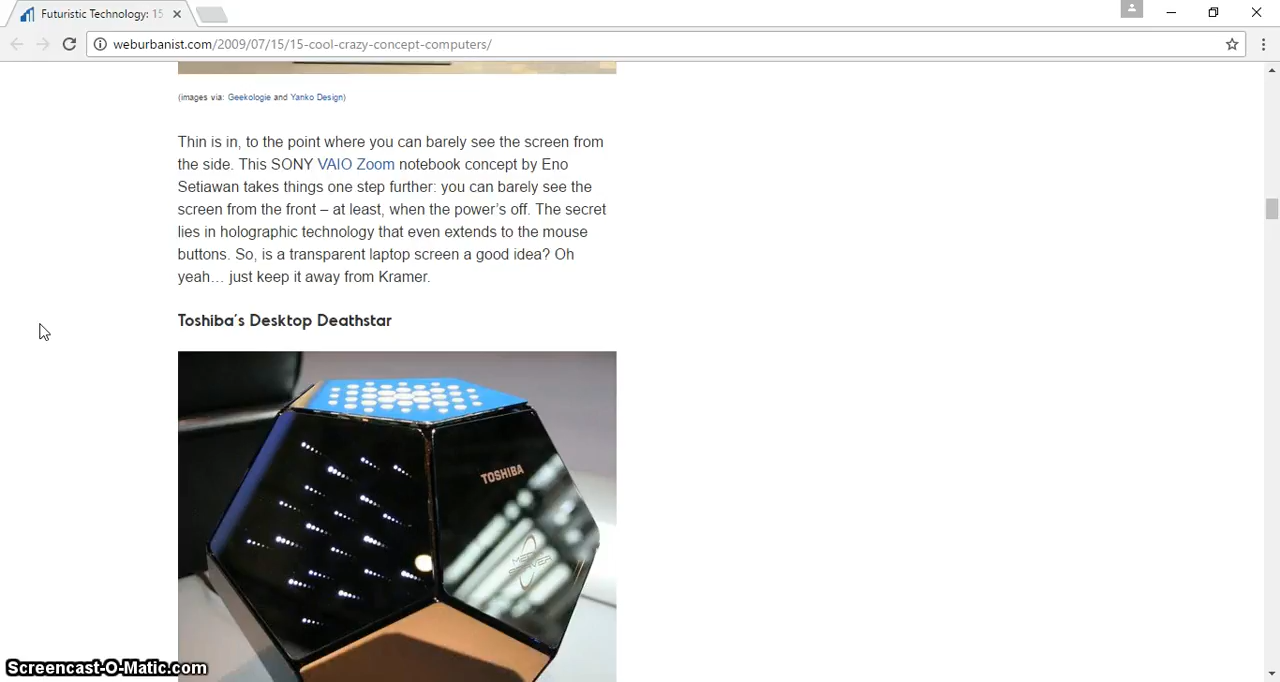 Futuristic Technology: 15
weburbanist.com/2009/07/15/15-cool-crazy-concept-computers/
(images via: Geekologie and Yanko Design)
Thin is in, to the point where you can barely see the screen from
the side. This SONY VAIO Zoom notebook concept by Eno
Setiawan takes things one step further: you can barely see the
screen from the front – at least, when the power’s off. The secret
lies in holographic technology that even extends to the mouse
buttons. So, is a transparent laptop screen a good idea? Oh
yeah… just keep it away from Kramer.
Toshiba’s Desktop Deathstar
TOSHIBA
Screencast-O-Matic.com